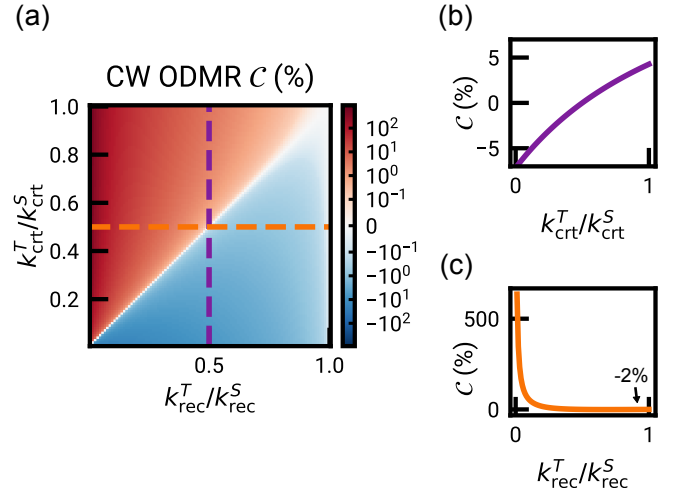 (a)
CW ODMR 𝒞 (%)
1.0
0.8
0.6
0.4
0.2
k_crt^T/k_crt^S
0.5
1.0
k_rec^T/k_rec^S
10^2
10^1
10^0
10^-1
0
-10^-1
-10^0
-10^1
-10^2
(b)
𝒞 (%)
5
0
-5
0
1
k_crt^T/k_crt^S
(c)
𝒞 (%)
500
0
-2%
0
1
k_rec^T/k_rec^S